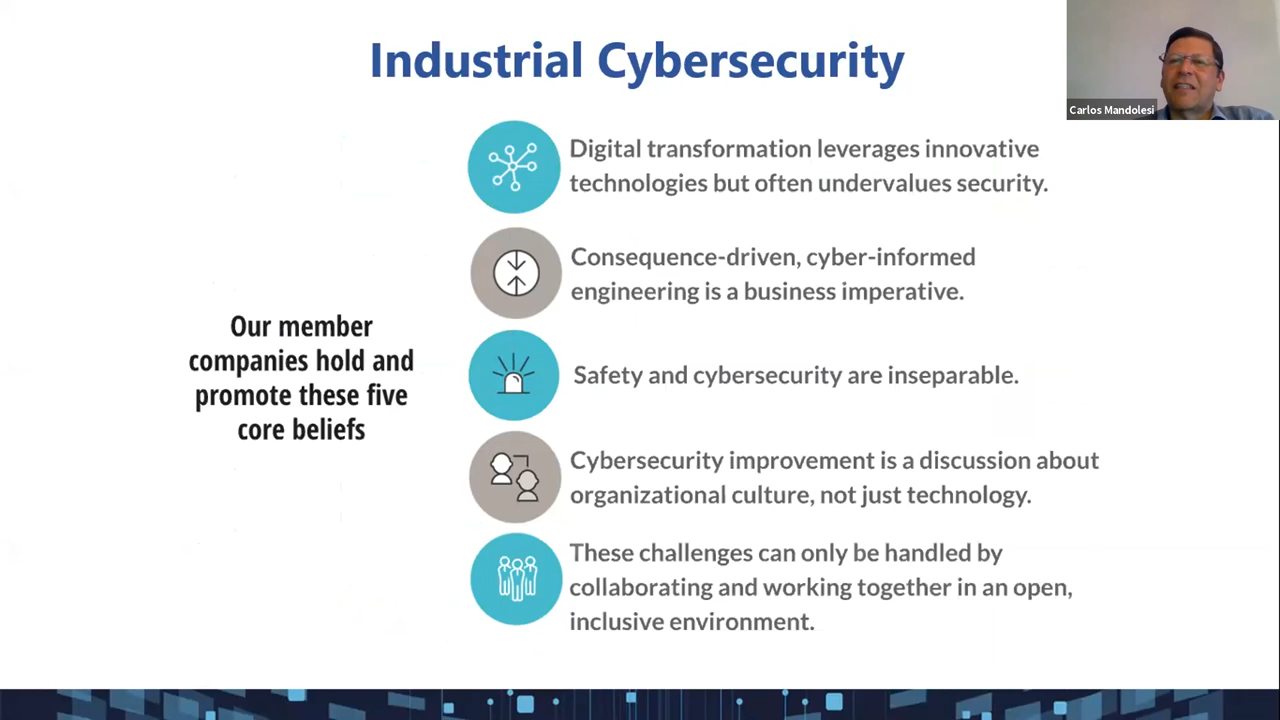 Industrial Cybersecurity
Carlos Mandolesi
Our member
companies hold and
promote these five
core beliefs
Digital transformation leverages innovative
technologies but often undervalues security.
Consequence-driven, cyber-informed
engineering is a business imperative.
Safety and cybersecurity are inseparable.
Cybersecurity improvement is a discussion about
organizational culture, not just technology.
These challenges can only be handled by
collaborating and working together in an open,
inclusive environment.